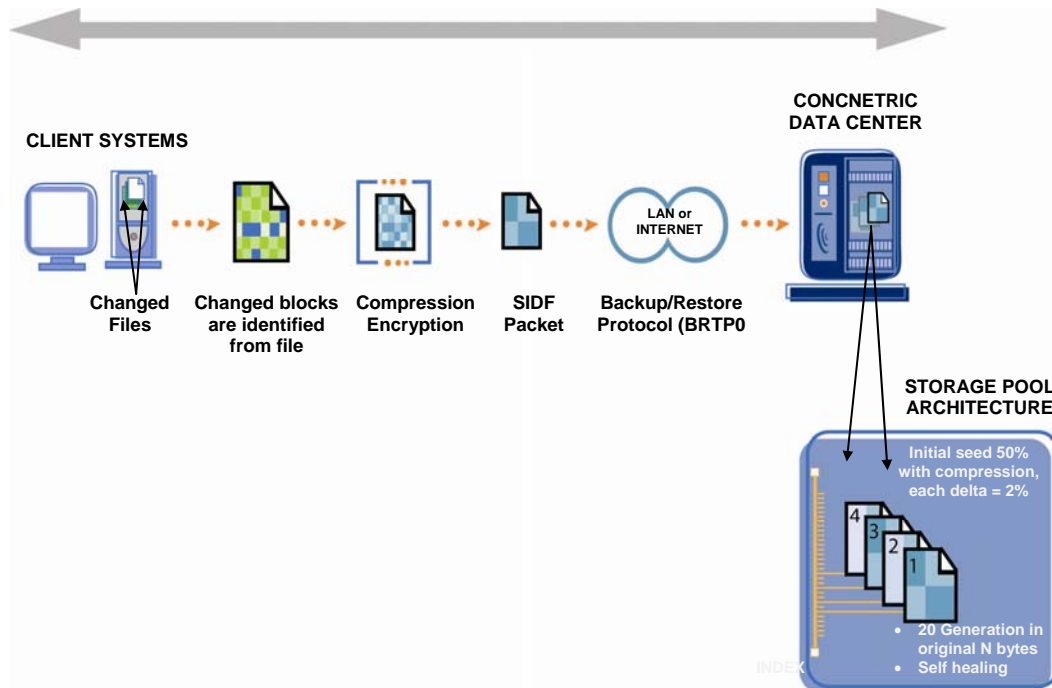 CONCNETRIC
DATA CENTER
CLIENT SYSTEMS
LAN or
INTERNET
Changed
Files
Changed blocks
are identified
from file
Compression
Encryption
SIDF
Packet
Backup/Restore
Protocol (BRTP0
STORAGE POOL
ARCHITECTURE
Initial seed 50%
with compression,
each delta = 2%
4
3
2
1
• 20 Generation in
original N bytes
• Self healing
INDEX